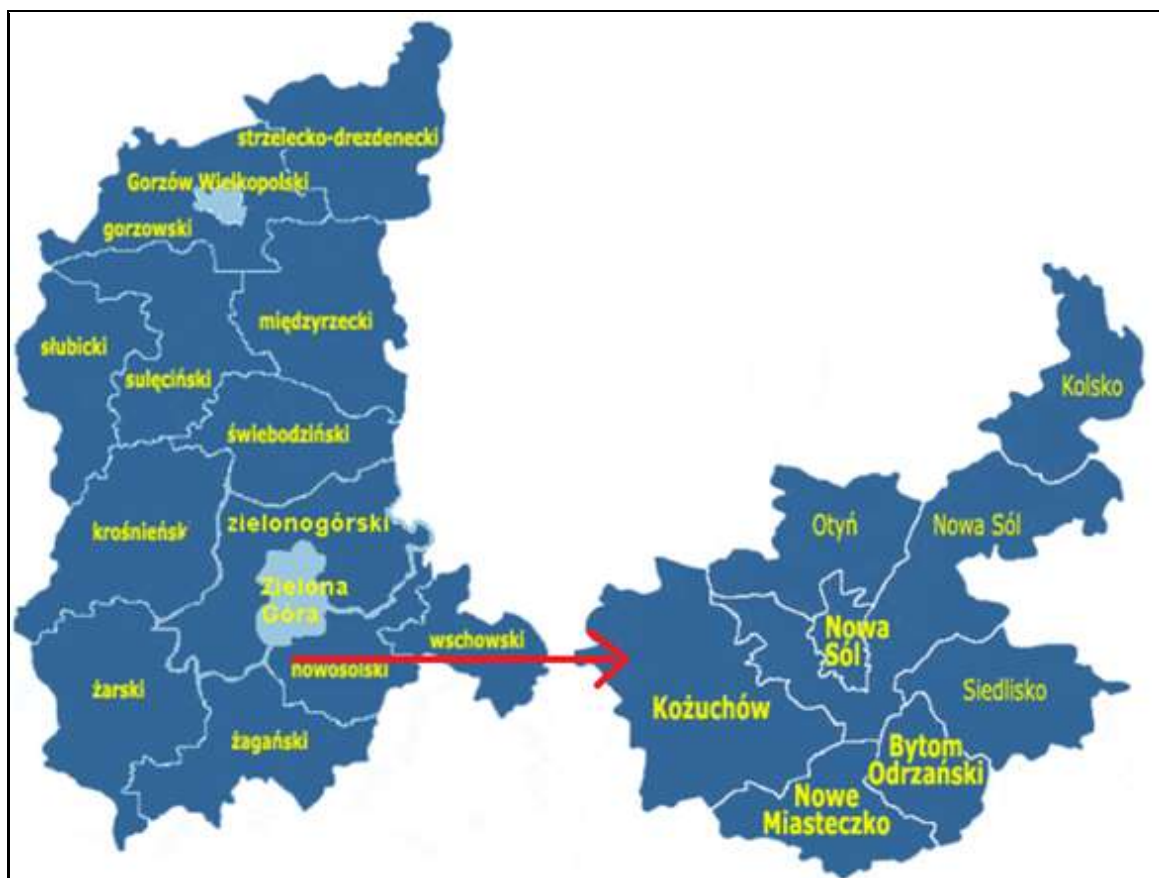 strzelecko-drezdenecki
Gorzów Wielkopolski
gorzowski
słubicki
międzyrzecki
sulęciński
świebodziński
zielonogórski
krośnieńsk
Zielona
Góra
wschowski
nowosolski
żarski
żagański
Kolsko
Otyń
Nowa Sól
Nowa
Sól
Siedlisko
Kożuchów
Bytom
Odrzański
Nowe
Miasteczko